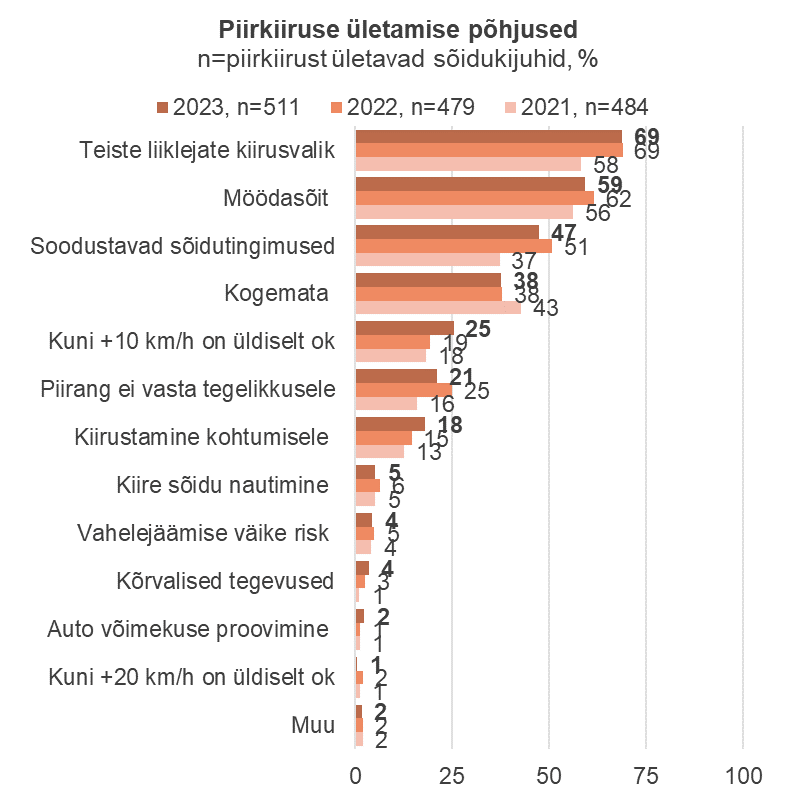 Piirkiiruse ületamise põhjused
n=piirkiirust ületavad sõidukijuhid, %
2023, n=511 2022, n=479 2021, n=484
Teiste liiklejate kiirusvalik 69 69 58
Möödasõit 59 62 56
Soodustavad sõidutingimused 47 51 37
Kogemata 38 38 43
Kuni +10 km/h on üldiselt ok 25 19 18
Piirang ei vasta tegelikkusele 21 25 16
Kiirustamine kohtumisele 18 15 13
Kiire sõidu nautimine 5 6 5
Vahelejäämise väike risk 4 5 4
Kõrvalised tegevused 4 3 1
Auto võimekuse proovimine 2 1 1
Kuni +20 km/h on üldiselt ok 1 2 1
Muu 2 2 2
0 25 50 75 100